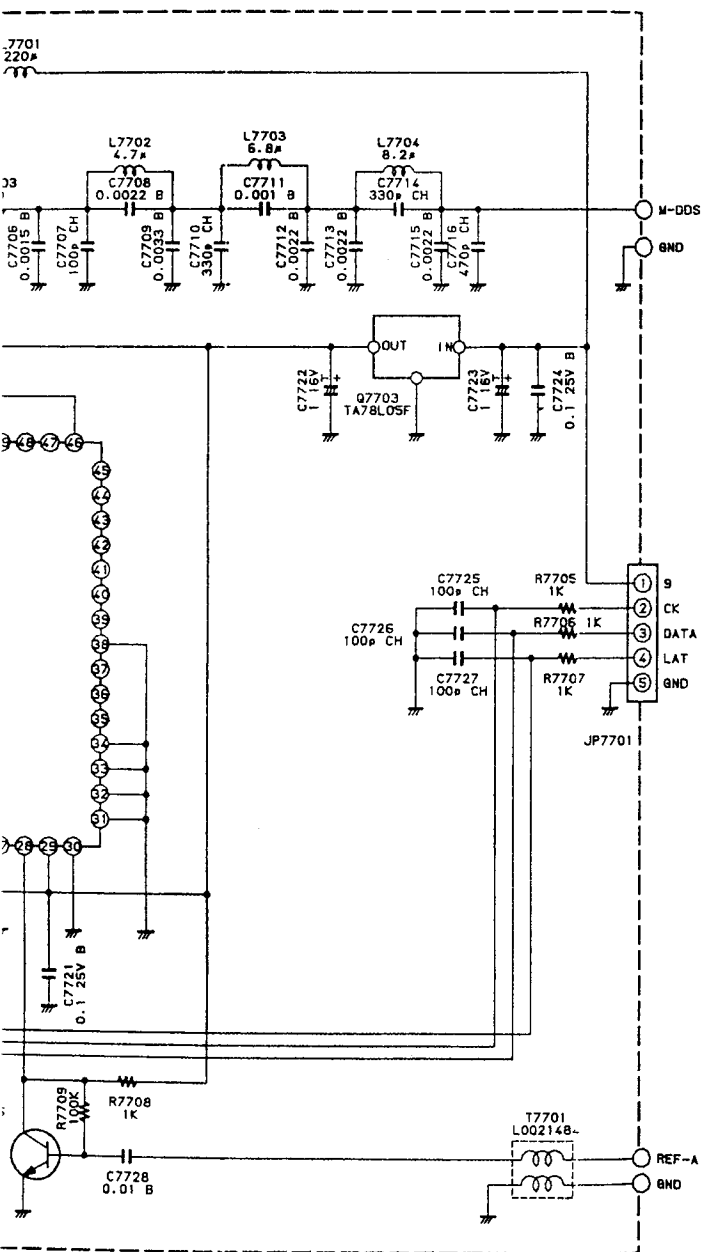 220µ
L7702
4.7µ
C7708
0.0022 B
L7703
6.8µ
C7711
0.001 B
L7704
8.2µ
C7714
330p CH
C7706
0.0015 B
C7707
100p CH
C7709
0.0033 B
C7710
330p CH
C7712
0.0022 B
C7713
0.0022 B
C7715
0.0022 B
C7716
470p CH
M-DDS
GND
OUT
IN
C7722
1 16V
+
Q7703
TA78L05F
C7723
1 16V
+
C7724
0.1 25V B
48
47
46
45
44
43
42
41
40
39
38
37
36
35
34
33
32
31
28
29
30
C7725
100p CH
R7705
1K
C7726
100p CH
R7706 1K
C7727
100p CH
R7707
1K
1 9
2 CK
3 DATA
4 LAT
5 GND
JP7701
C7721
0.1 25V B
R7709
100K
R7708
1K
C7728
0.01 B
T7701
REF-A
GND